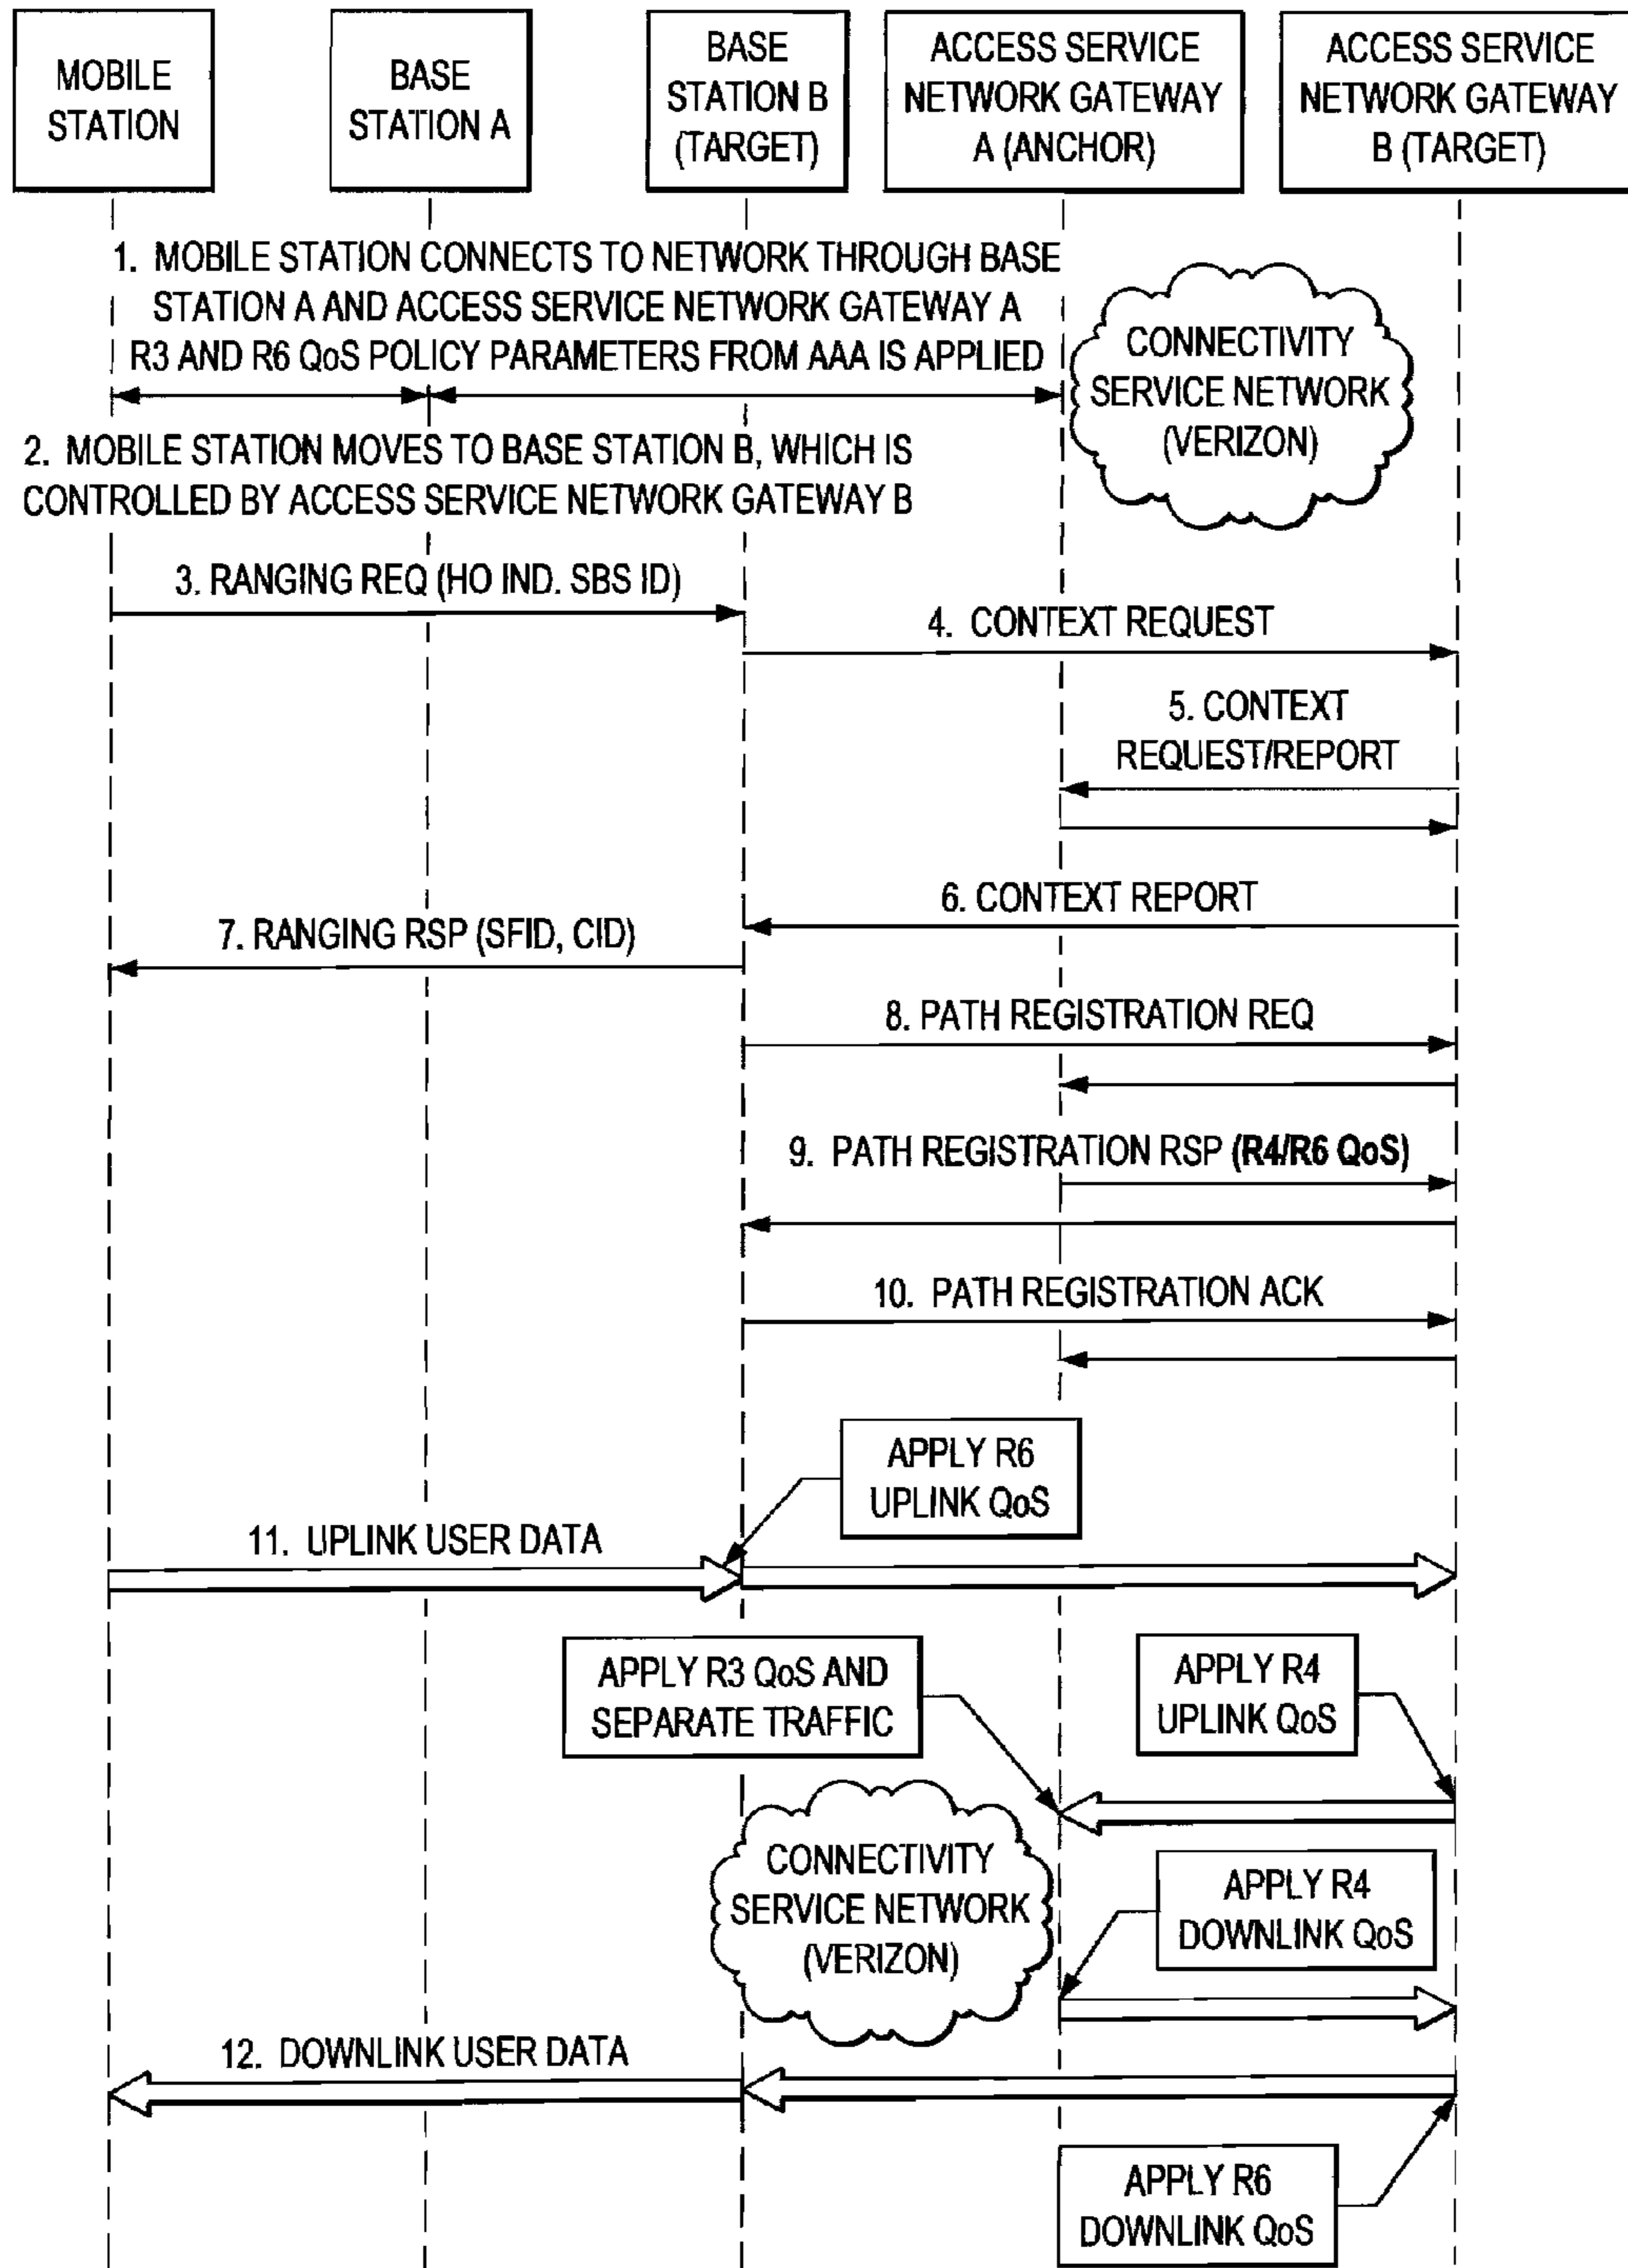 MOBILE
STATION
BASE
STATION A
BASE
STATION B
(TARGET)
ACCESS SERVICE
NETWORK GATEWAY
A (ANCHOR)
ACCESS SERVICE
NETWORK GATEWAY
B (TARGET)
1. MOBILE STATION CONNECTS TO NETWORK THROUGH BASE
STATION A AND ACCESS SERVICE NETWORK GATEWAY A
R3 AND R6 QoS POLICY PARAMETERS FROM AAA IS APPLIED
CONNECTIVITY
SERVICE NETWORK
(VERIZON)
2. MOBILE STATION MOVES TO BASE STATION B, WHICH IS
CONTROLLED BY ACCESS SERVICE NETWORK GATEWAY B
3. RANGING REQ (HO IND. SBS ID)
4. CONTEXT REQUEST
5. CONTEXT
REQUEST/REPORT
6. CONTEXT REPORT
7. RANGING RSP (SFID, CID)
8. PATH REGISTRATION REQ
9. PATH REGISTRATION RSP (R4/R6 QoS)
10. PATH REGISTRATION ACK
APPLY R6
UPLINK QoS
11. UPLINK USER DATA
APPLY R3 QoS AND
SEPARATE TRAFFIC
APPLY R4
UPLINK QoS
CONNECTIVITY
SERVICE NETWORK
(VERIZON)
APPLY R4
DOWNLINK QoS
12. DOWNLINK USER DATA
APPLY R6
DOWNLINK QoS